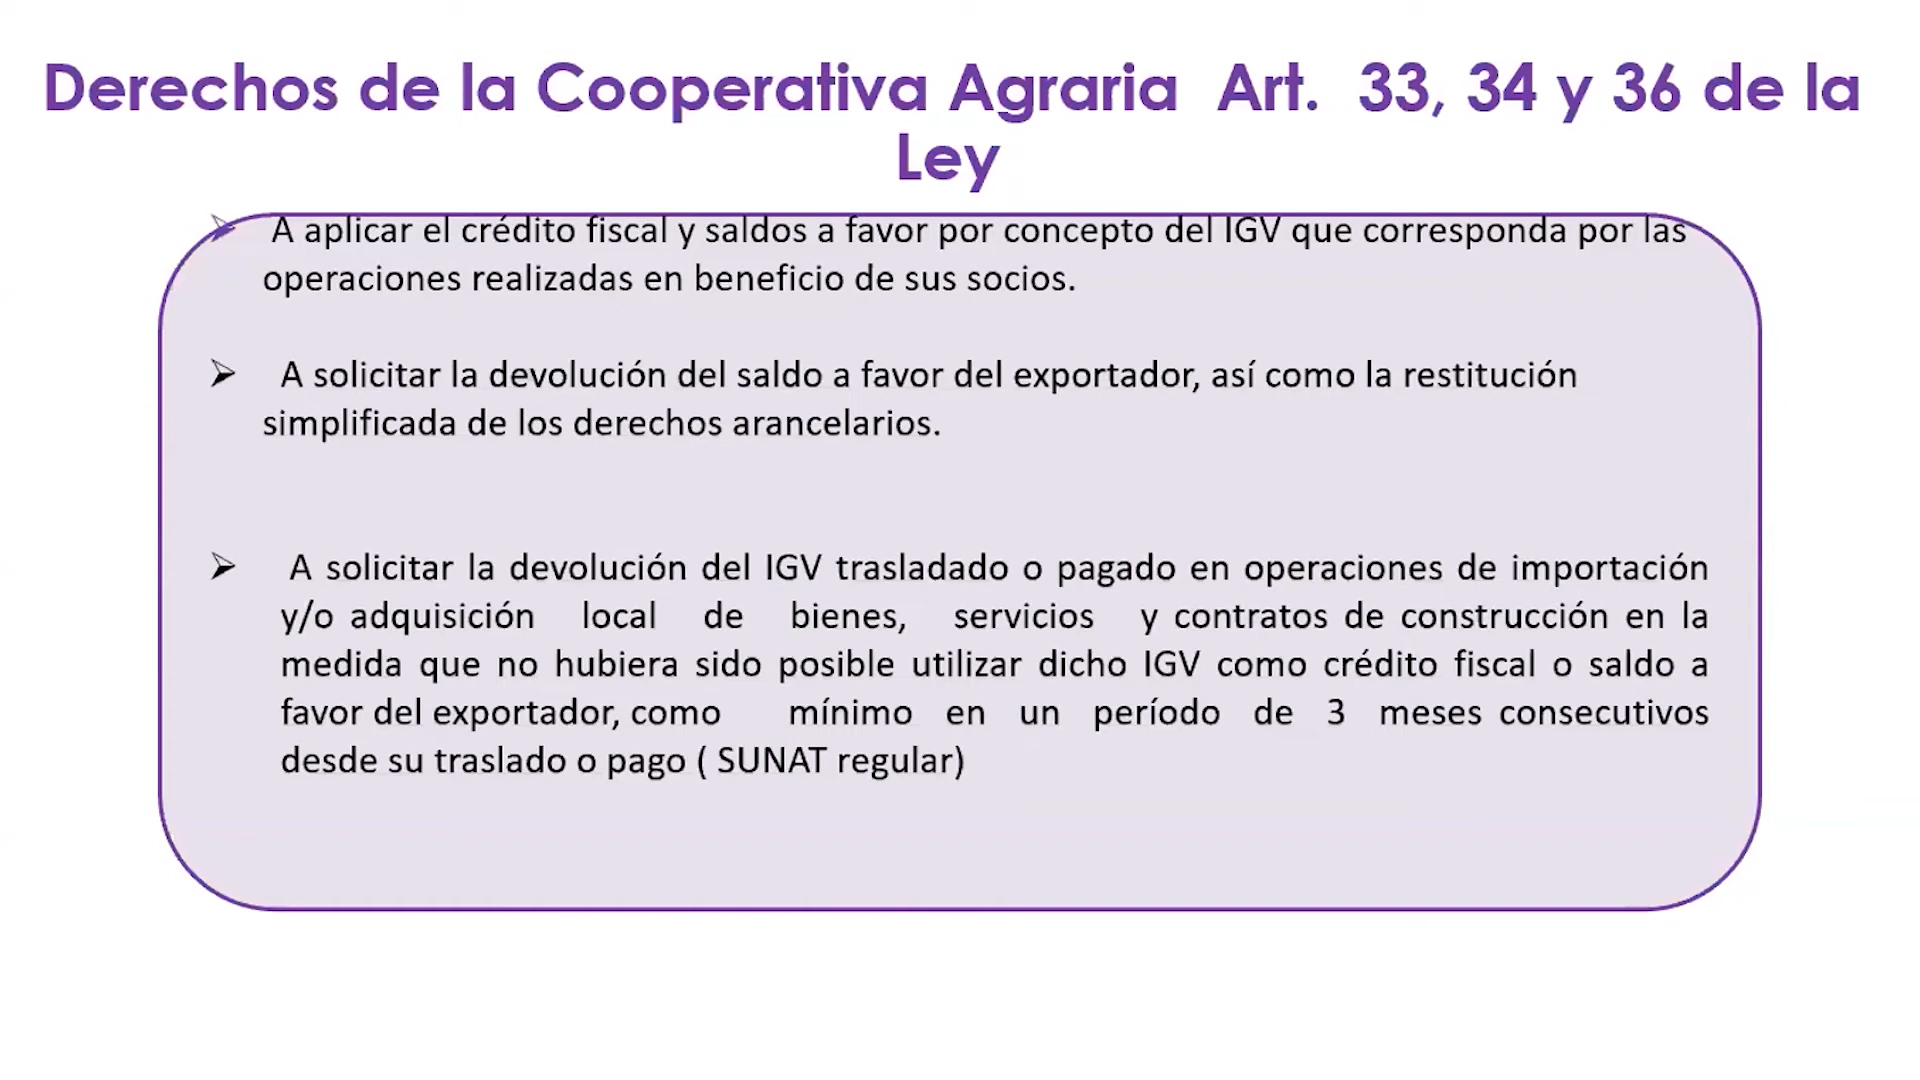 Derechos de la Cooperativa Agraria Art. 33, 34 y 36 de la
Ley
➢ A aplicar el crédito fiscal y saldos a favor por concepto del IGV que corresponda por las
operaciones realizadas en beneficio de sus socios.
➢ A solicitar la devolución del saldo a favor del exportador, así como la restitución
simplificada de los derechos arancelarios.
➢ A solicitar la devolución del IGV trasladado o pagado en operaciones de importación
y/o adquisición local de bienes, servicios y contratos de construcción en la
medida que no hubiera sido posible utilizar dicho IGV como crédito fiscal o saldo a
favor del exportador, como mínimo en un período de 3 meses consecutivos
desde su traslado o pago ( SUNAT regular)